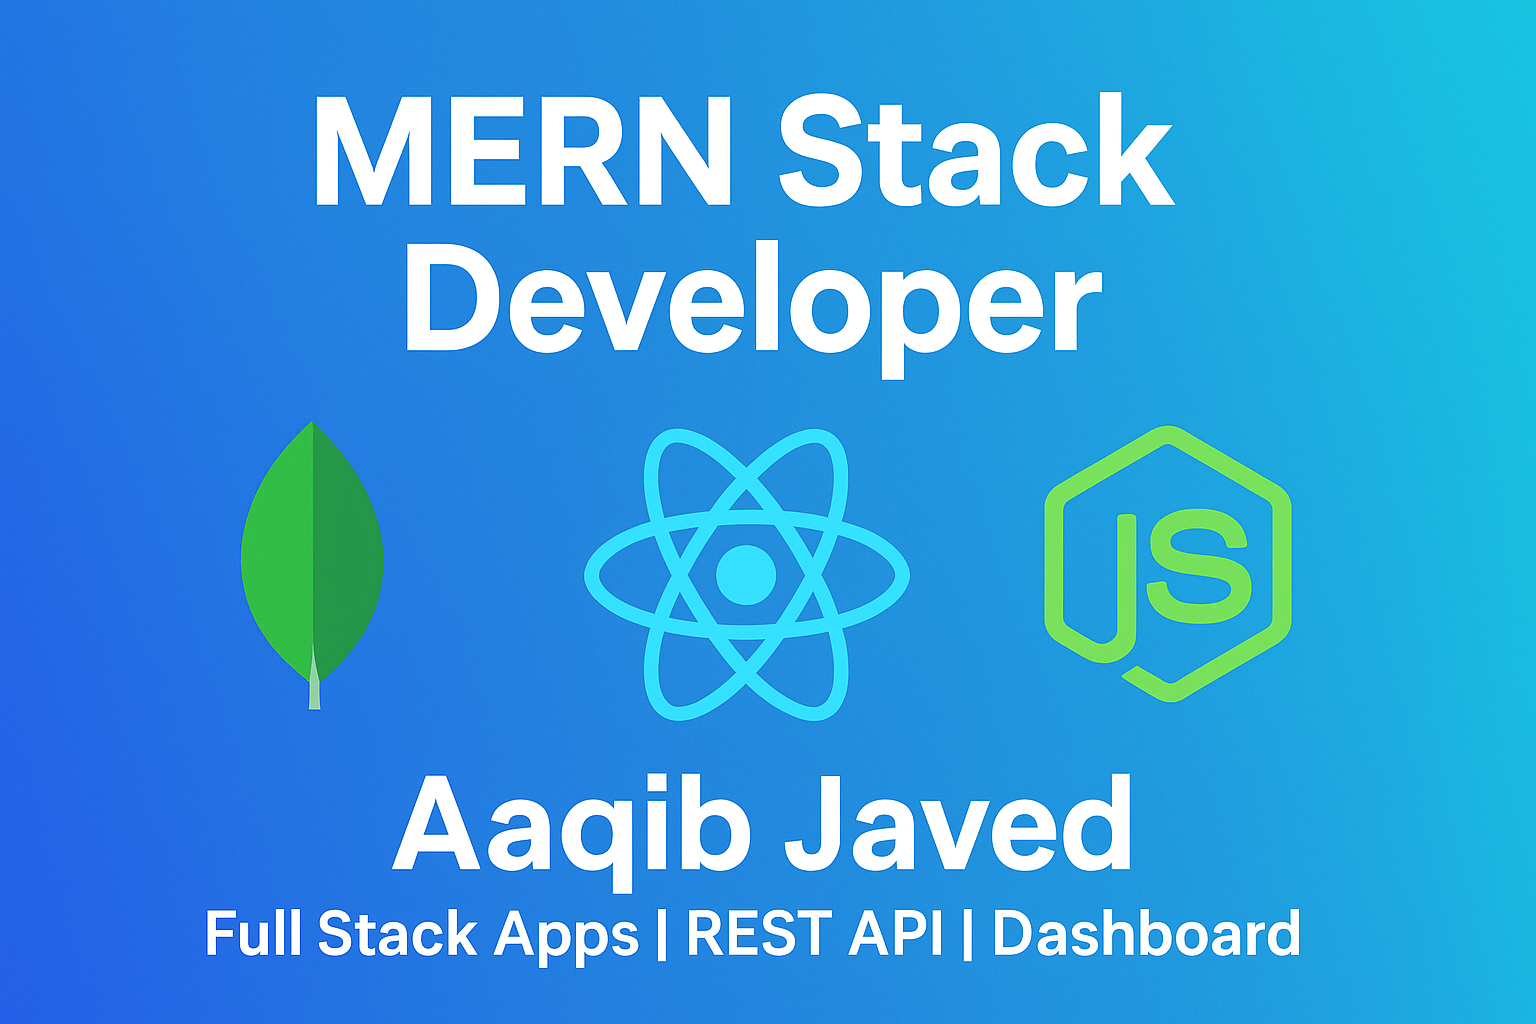 MERN Stack
Developer
JS
Aaqib Javed
Full Stack Apps | REST API | Dashboard